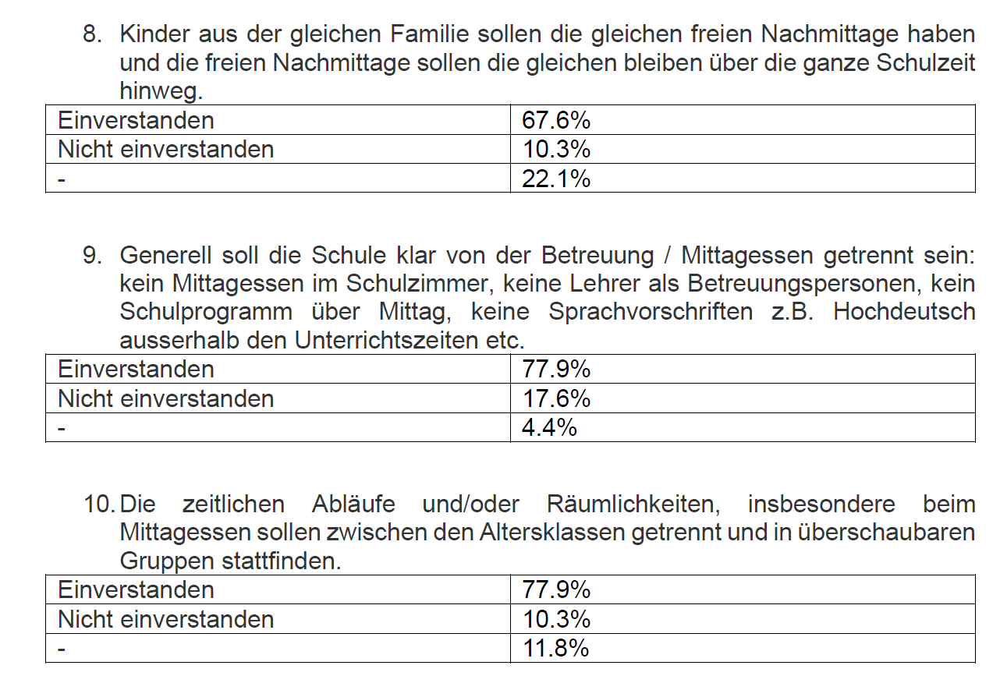 8. Kinder aus der gleichen Familie sollen die gleichen freien Nachmittage haben
und die freien Nachmittage sollen die gleichen bleiben über die ganze Schulzeit
hinweg.
Einverstanden 67.6%
Nicht einverstanden 10.3%
- 22.1%
9. Generell soll die Schule klar von der Betreuung / Mittagessen getrennt sein:
kein Mittagessen im Schulzimmer, keine Lehrer als Betreuungspersonen, kein
Schulprogramm über Mittag, keine Sprachvorschriften z.B. Hochdeutsch
ausserhalb den Unterrichtszeiten etc.
Einverstanden 77.9%
Nicht einverstanden 17.6%
- 4.4%
10. Die zeitlichen Abläufe und/oder Räumlichkeiten, insbesondere beim
Mittagessen sollen zwischen den Altersklassen getrennt und in überschaubaren
Gruppen stattfinden.
Einverstanden 77.9%
Nicht einverstanden 10.3%
- 11.8%